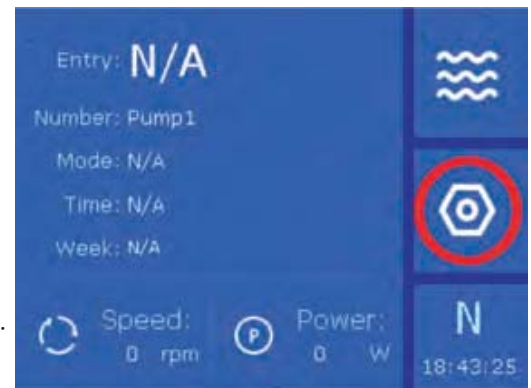 Entry: N/A
Number: Pump1
Mode: N/A
Time: N/A
Week: N/A
Speed:
0 rpm
P
Power:
0 W
N
18:43:25